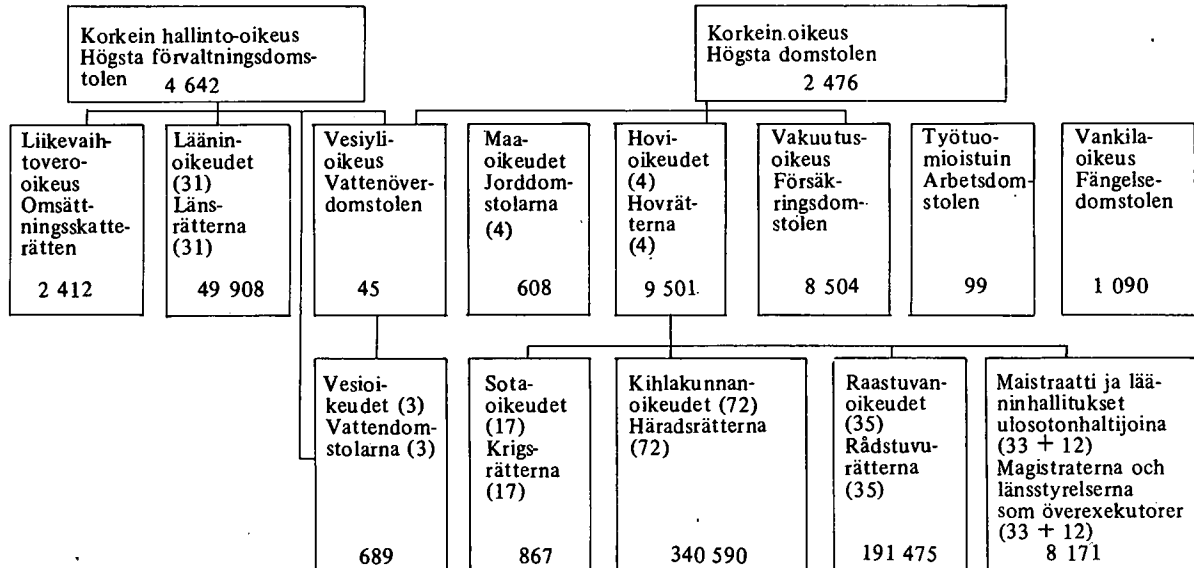 Korkein hallinto-oikeus
Högsta förvaltningsdoms-
stolen
4 642
Korkein oikeus
Högsta domstolen
2 476
Liikevaih-
tovero-
oikeus
Omsätt-
ningsskatte-
rätten
2 412
Läänin-
oikeudet
(31)
Läns-
rätterna
(31)
49 908
Vesiyli-
oikeus
Vattenöver-
domstolen
45
Maa-
oikeudet
Jorddom-
stolarna
(4)
608
Hovi-
oikeudet
(4)
Hovrät-
terna
(4)
9 501
Vakuutus-
oikeus
Försäk-
ringsdom-
stolen
8 504
Työtuo-
mioistuin
Arbetsdom-
stolen
99
Vankila-
oikeus
Fängelse-
domstolen
1 090
Vesioi-
keudet (3)
Vattendom-
stolarna (3)
689
Sota-
oikeudet
(17)
Krigs-
rätterna
(17)
867
Kihlakunnan-
oikeudet (72)
Häradsrätterna
(72)
340 590
Raastuvan-
oikeudet
(35)
Rådstuvu-
rätterna
(35)
191 475
Maistraatti ja lää-
ninhallitukset
ulosotonhaltijoina
(33 + 12)
Magistraterna och
länsstyrelserna
som överexekutorer
(33 + 12)
8 171